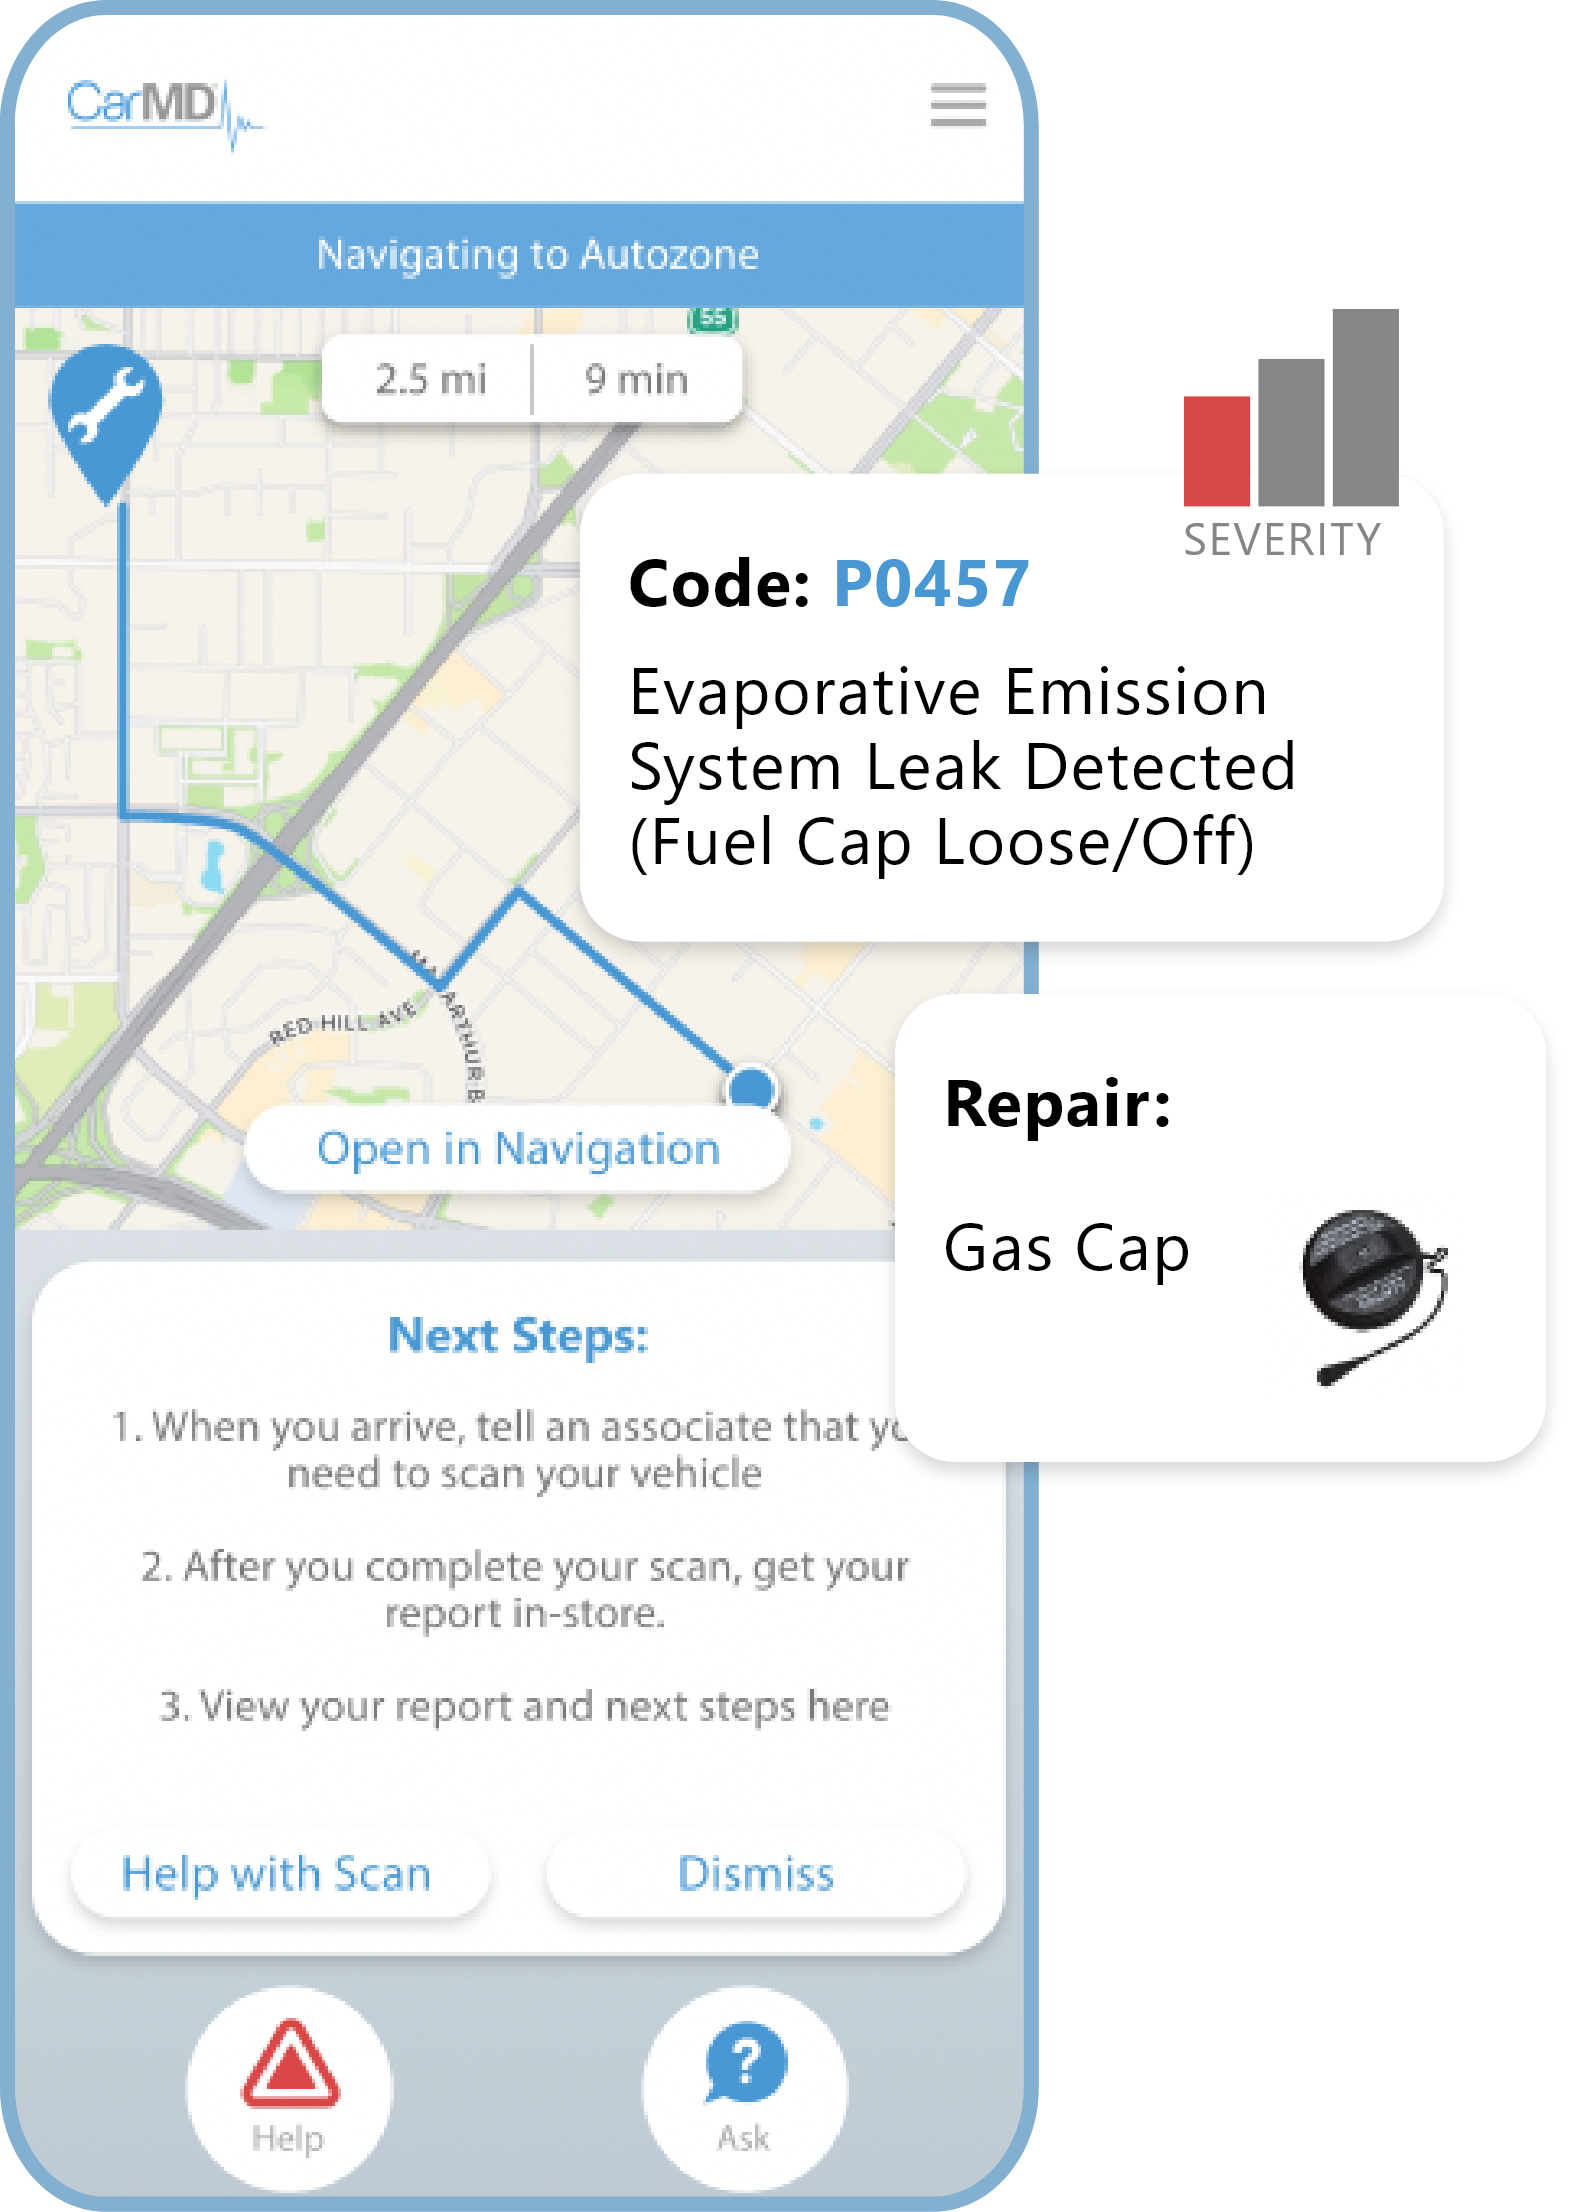 CarMD
Navigating to Autozone
55
2.5 mi
9 min
SEVERITY
Code: P0457
Evaporative Emission
System Leak Detected
(Fuel Cap Loose/Off)
RED HILL AVE
ARTHUR B
Open in Navigation
Repair:
Gas Cap
Next Steps:
1. When you arrive, tell an associate that yo
need to scan your vehicle
2. After you complete your scan, get your
report in-store.
3. View your report and next steps here
Help with Scan
Dismiss
Help
Ask